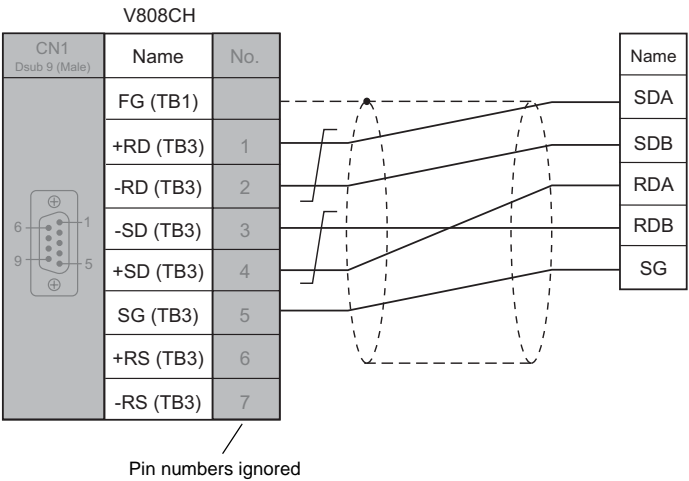 V808CH
CN1
Dsub 9 (Male)
Name
No.
Name
FG (TB1)
SDA
+RD (TB3)
1
SDB
-RD (TB3)
2
RDA
-SD (TB3)
3
RDB
+SD (TB3)
4
SG
SG (TB3)
5
+RS (TB3)
6
-RS (TB3)
7
6
1
9
5
Pin numbers ignored